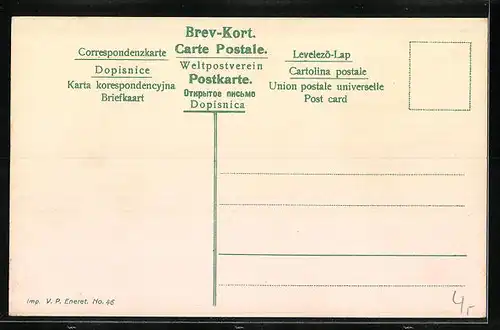 Brev-Kort.
Carte Postale.
Weltpostverein
Postkarte.
Открытое письмо
Dopisnica
Correspondenzkarte
Dopisnice
Karta korespondencyjna
Briefkaart
Levelezõ-Lap
Cartolina postale
Union postale universelle
Post card
Imp. V. P. Eneret. No. 46
4,-